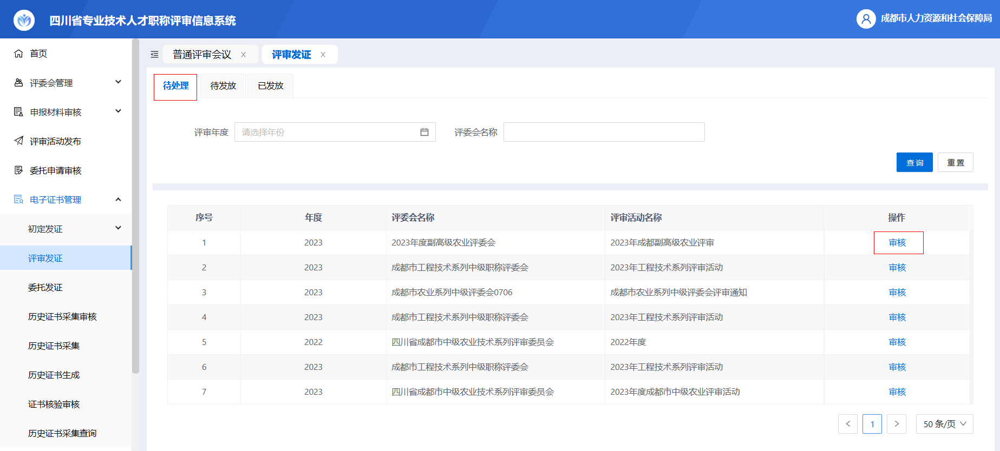 四川省专业技术人才职称评审信息系统
成都市人力资源和社会保障局
首页
评委会管理
申报材料审核
评审活动发布
委托申请审核
电子证书管理
初定发证
评审发证
委托发证
历史证书采集审核
历史证书采集
历史证书生成
证书核验审核
历史证书采集查询
普通评审会议 X 评审发证 X
待处理 待发放 已发放
评审年度 请选择年份 评委会名称
查询 重置
序号 年度 评委会名称 评审活动名称 操作
1 2023 2023年度副高级农业评委会 2023年成都副高级农业评审 审核
2 2023 成都市工程技术系列中级职称评委会 2023年工程技术系列评审活动 审核
3 2023 成都市农业系列中级评委会0706 成都市农业系列中级评委会评审通知 审核
4 2023 成都市工程技术系列中级职称评委会 2023年工程技术系列评审活动 审核
5 2022 四川省成都市中级农业技术系列评审委员会 2022年度 审核
6 2023 成都市工程技术系列中级职称评委会 2023年工程技术系列评审活动 审核
7 2023 四川省成都市中级农业技术系列评审委员会 2023年度成都市中级农业评审活动 审核
< 1 > 50 条/页